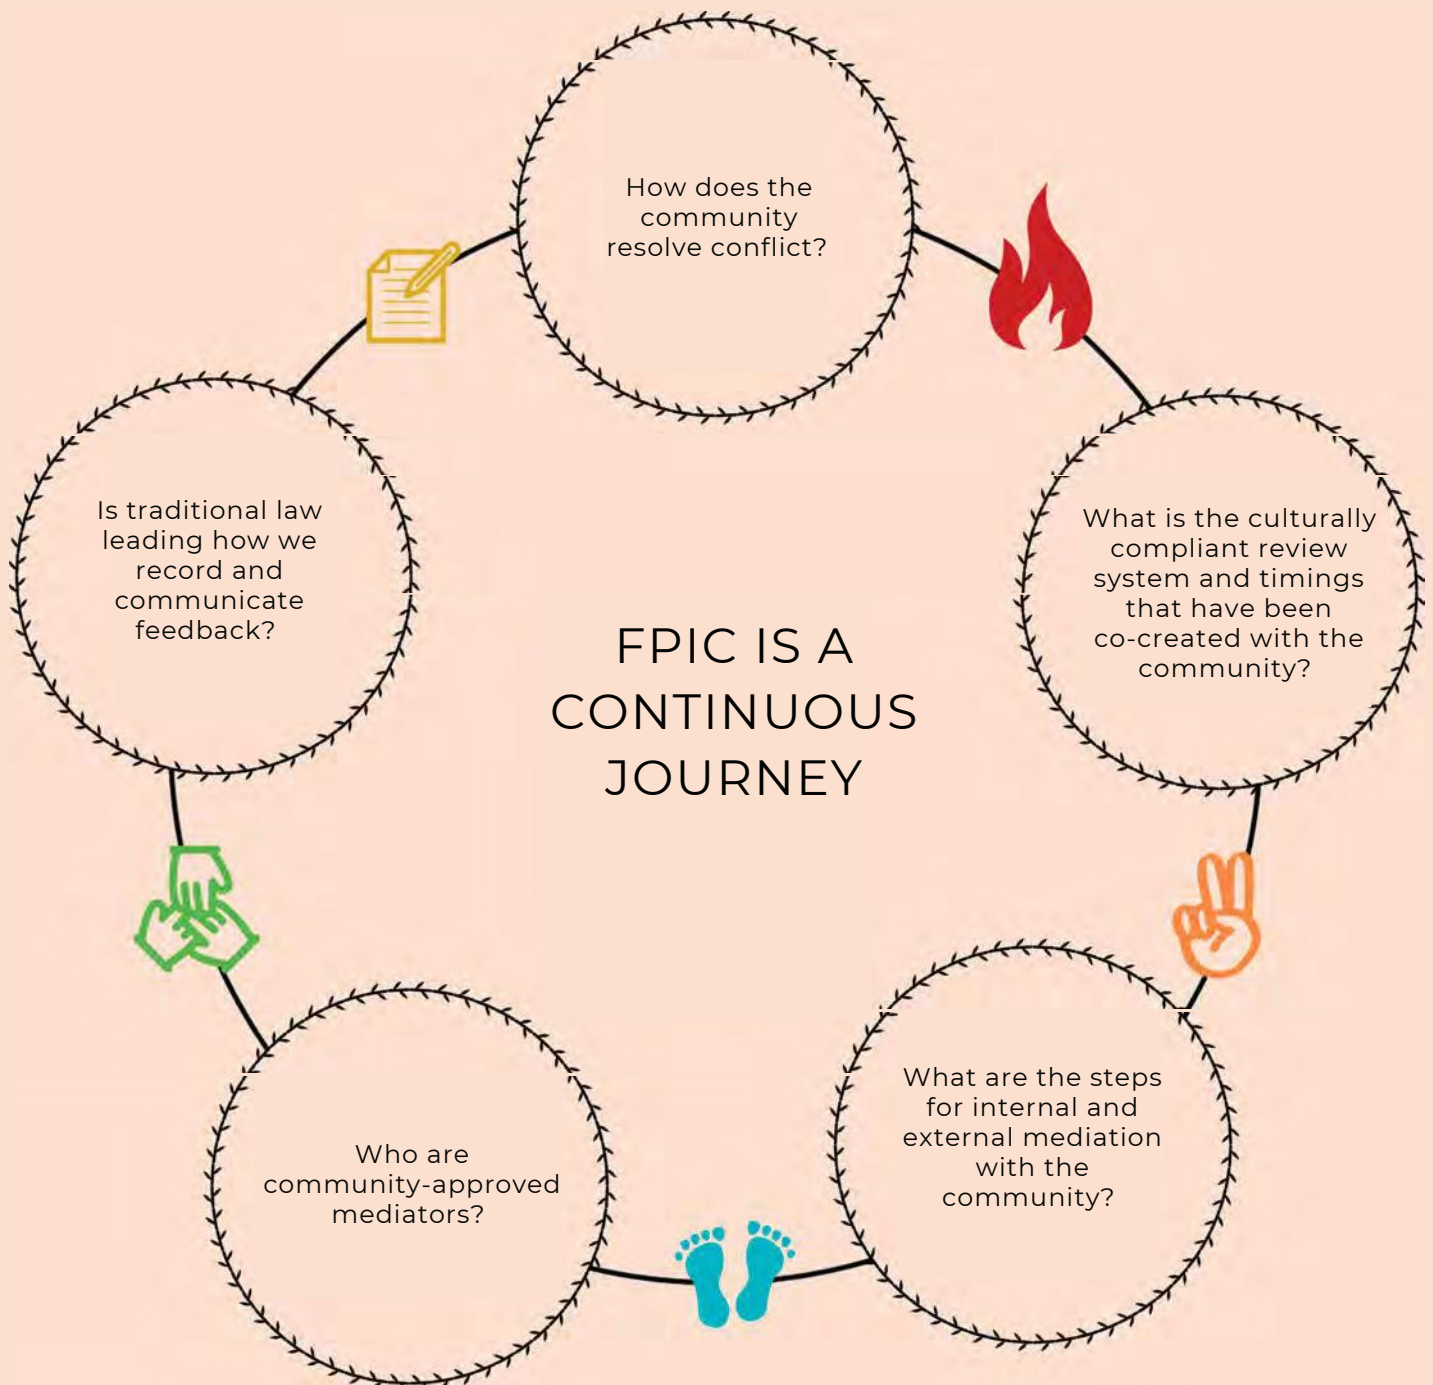 How does the
community
resolve conflict?
Is traditional law
leading how we
record and
communicate
feedback?
What is the culturally
compliant review
system and timings
that have been
co-created with the
community?
FPIC IS A
CONTINUOUS
JOURNEY
Who are
community-approved
mediators?
What are the steps
for internal and
external mediation
with the
community?